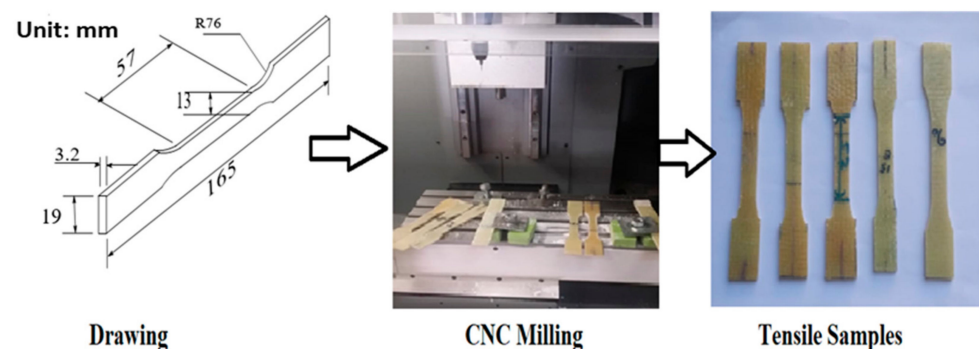 Unit: mm
R76
57
13
3.2
165
19
Drawing
CNC Milling
Tensile Samples